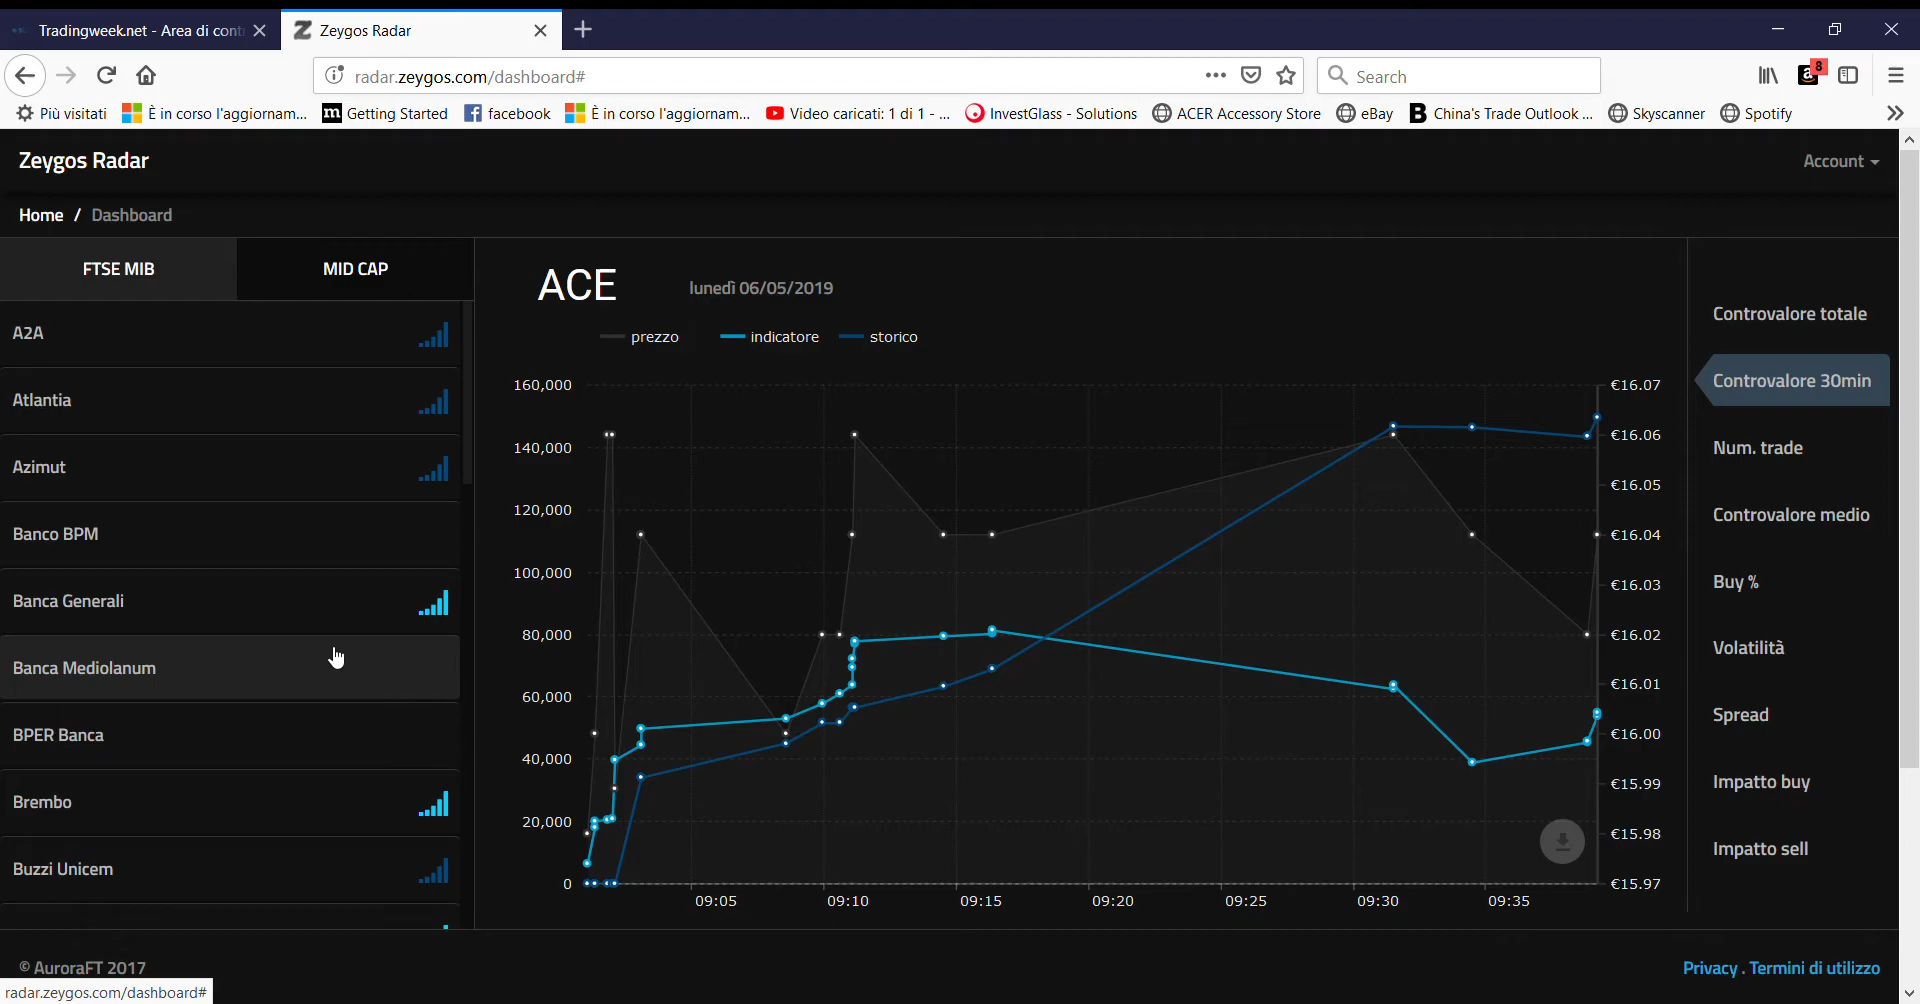 Tradingweek.net - Area di cont
Zeygos Radar
radar.zeygos.com/dashboard#
Search
8
Più visitati
È in corso l'aggiornam...
m Getting Started
facebook
È in corso l'aggiornam...
Video caricati: 1 di 1 - ...
InvestGlass - Solutions
ACER Accessory Store
eBay
B China's Trade Outlook ...
Skyscanner
Spotify
Zeygos Radar
Account
Home / Dashboard
FTSE MIB
MID CAP
A2A
Atlantia
Azimut
Banco BPM
Banca Generali
Banca Mediolanum
BPER Banca
Brembo
Buzzi Unicem
ACE
lunedì 06/05/2019
prezzo
indicatore
storico
160,000
140,000
120,000
100,000
80,000
60,000
40,000
20,000
0
€16.07
€16.06
€16.05
€16.04
€16.03
€16.02
€16.01
€16.00
€15.99
€15.98
€15.97
09:05
09:10
09:15
09:20
09:25
09:30
09:35
Controvalore totale
Controvalore 30min
Num. trade
Controvalore medio
Buy %
Volatilità
Spread
Impatto buy
Impatto sell
© AuroraFT 2017
Privacy . Termini di utilizzo
radar.zeygos.com/dashboard#